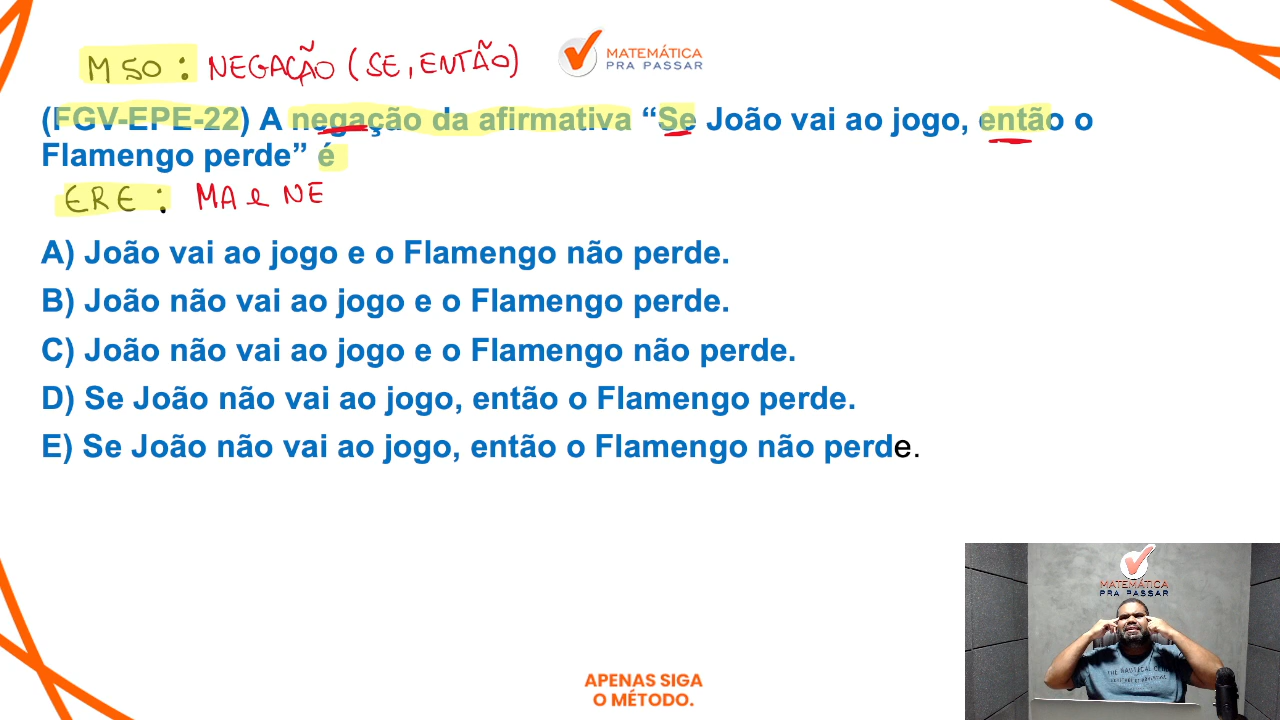 M50 : NEGAÇÃO (SE, ENTÃO)
MATEMÁTICA
PRA PASSAR
(FGV-EPE-22) A negação da afirmativa “Se João vai ao jogo, então o
Flamengo perde” é
ERE : MA e NE
A) João vai ao jogo e o Flamengo não perde.
B) João não vai ao jogo e o Flamengo perde.
C) João não vai ao jogo e o Flamengo não perde.
D) Se João não vai ao jogo, então o Flamengo perde.
E) Se João não vai ao jogo, então o Flamengo não perde.
MATEMÁTICA
PRA PASSAR
APENAS SIGA
O MÉTODO.